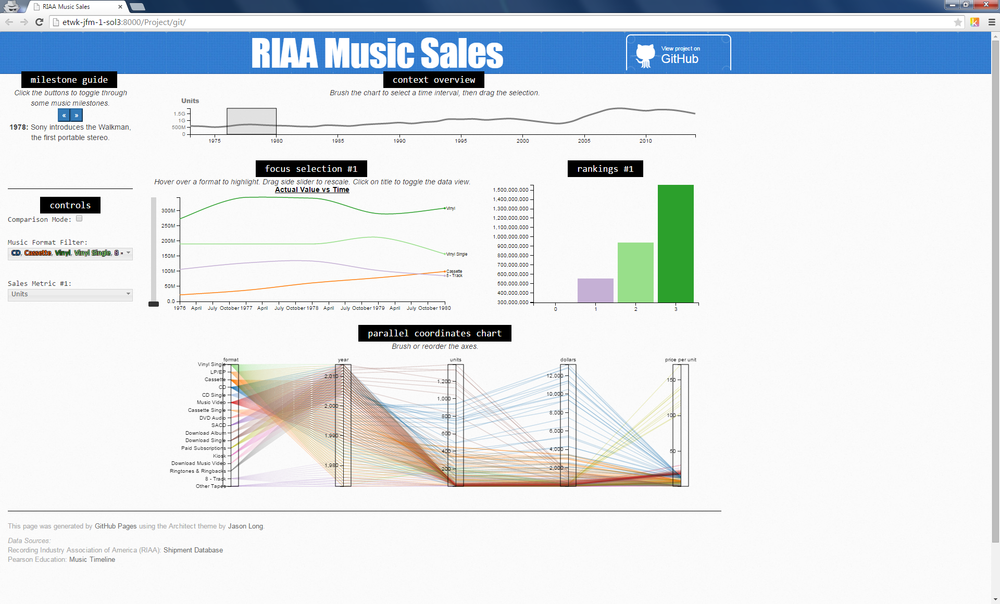 RIAA Music Sales
etwk-jfm-1-sol3:8000/Project/git/
RIAA Music Sales
View project on
GitHub
milestone guide
Click the buttons to toggle through
some music milestones.
« »
1978: Sony introduces the Walkman,
the first portable stereo.
context overview
Brush the chart to select a time interval, then drag the selection.
Units
1.5G
1G
500M
0
1975 1980 1985 1990 1995 2000 2005 2010
controls
Comparison Mode:
Music Format Filter:
CD, Cassette, Vinyl, Vinyl Single, 8 -
Sales Metric #1:
Units
focus selection #1
Hover over a format to highlight. Drag side slider to rescale. Click on title to toggle the data view.
Actual Value vs Time
300M
250M
200M
150M
100M
50M
0.0
Vinyl
Vinyl Single
Cassette
8 - Track
1976 April July October 1977 April July October 1978 April July October 1979 April July October 1980
rankings #1
1,500,000,000
1,400,000,000
1,300,000,000
1,200,000,000
1,100,000,000
1,000,000,000
900,000,000
800,000,000
700,000,000
600,000,000
500,000,000
400,000,000
300,000,000
0 1 2 3
parallel coordinates chart
Brush or reorder the axes.
format year units dollars price per unit
Vinyl Single
LP/EP
Cassette
CD
CD Single
Music Video
Cassette Single
DVD Audio
SACD
Download Album
Download Single
Paid Subscriptions
Kiosk
Download Music Video
Ringtones & Ringbacks
8 - Track
Other Tapes
2,010
2,000
1,990
1,980
1,200
1,000
800
600
400
200
12,000
10,000
8,000
6,000
4,000
2,000
150
100
50
This page was generated by GitHub Pages using the Architect theme by Jason Long.
Data Sources:
Recording Industry Association of America (RIAA): Shipment Database
Pearson Education: Music Timeline